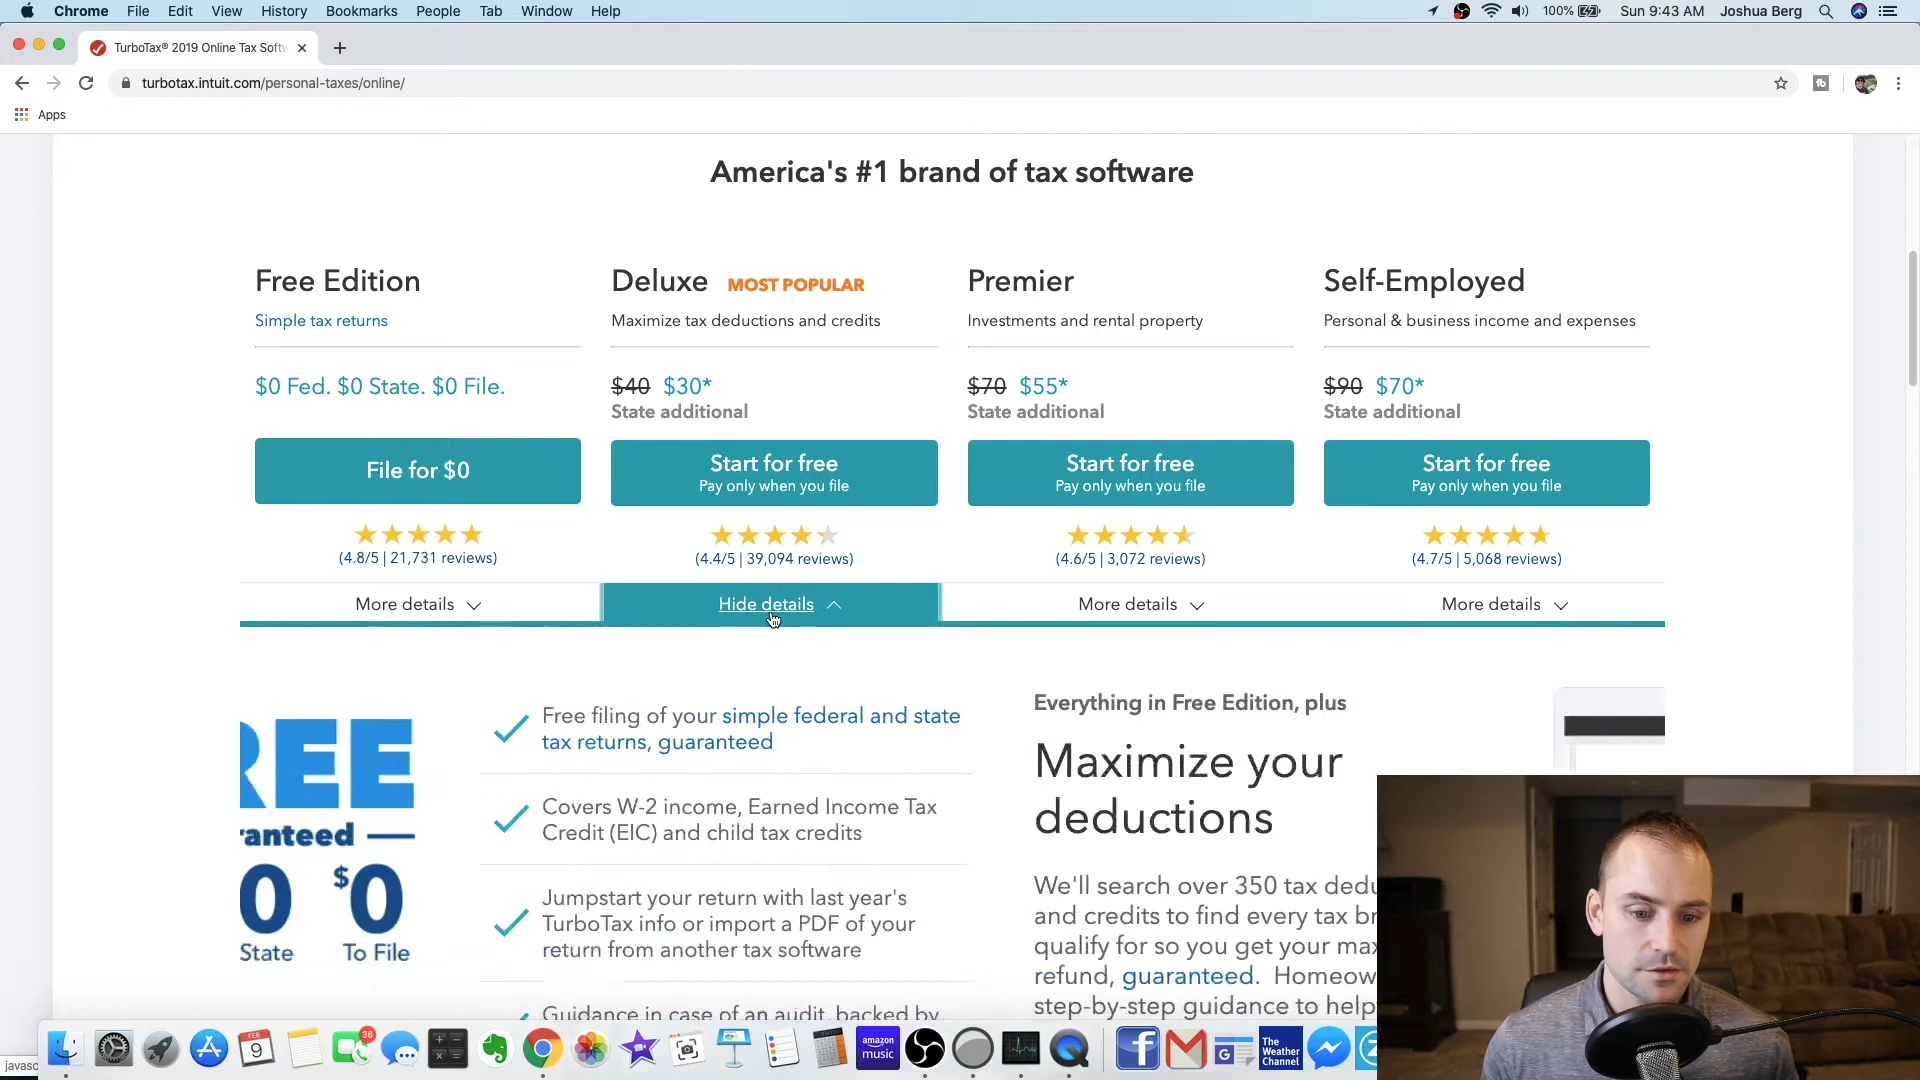 Chrome File Edit View History Bookmarks People Tab Window Help
100% Sun 9:43 AM Joshua Berg
TurboTax® 2019 Online Tax Softw
turbotax.intuit.com/personal-taxes/online/
Apps
America's #1 brand of tax software
Free Edition
Simple tax returns
$0 Fed. $0 State. $0 File.
File for $0
(4.8/5 | 21,731 reviews)
More details
Deluxe MOST POPULAR
Maximize tax deductions and credits
$40 $30*
State additional
Start for free
Pay only when you file
(4.4/5 | 39,094 reviews)
Hide details
Premier
Investments and rental property
$70 $55*
State additional
Start for free
Pay only when you file
(4.6/5 | 3,072 reviews)
More details
Self-Employed
Personal & business income and expenses
$90 $70*
State additional
Start for free
Pay only when you file
(4.7/5 | 5,068 reviews)
More details
REE
ranteed
0 $0
State To File
Free filing of your simple federal and state
tax returns, guaranteed
Covers W-2 income, Earned Income Tax
Credit (EIC) and child tax credits
Jumpstart your return with last year's
TurboTax info or import a PDF of your
return from another tax software
Guidance in case of an audit, backed by
Everything in Free Edition, plus
Maximize your
deductions
We'll search over 350 tax dedu
and credits to find every tax br
qualify for so you get your max
refund, guaranteed. Homeow
step-by-step guidance to help
javasc
FEB
9
36
amazon
music
The
Weather
Channel